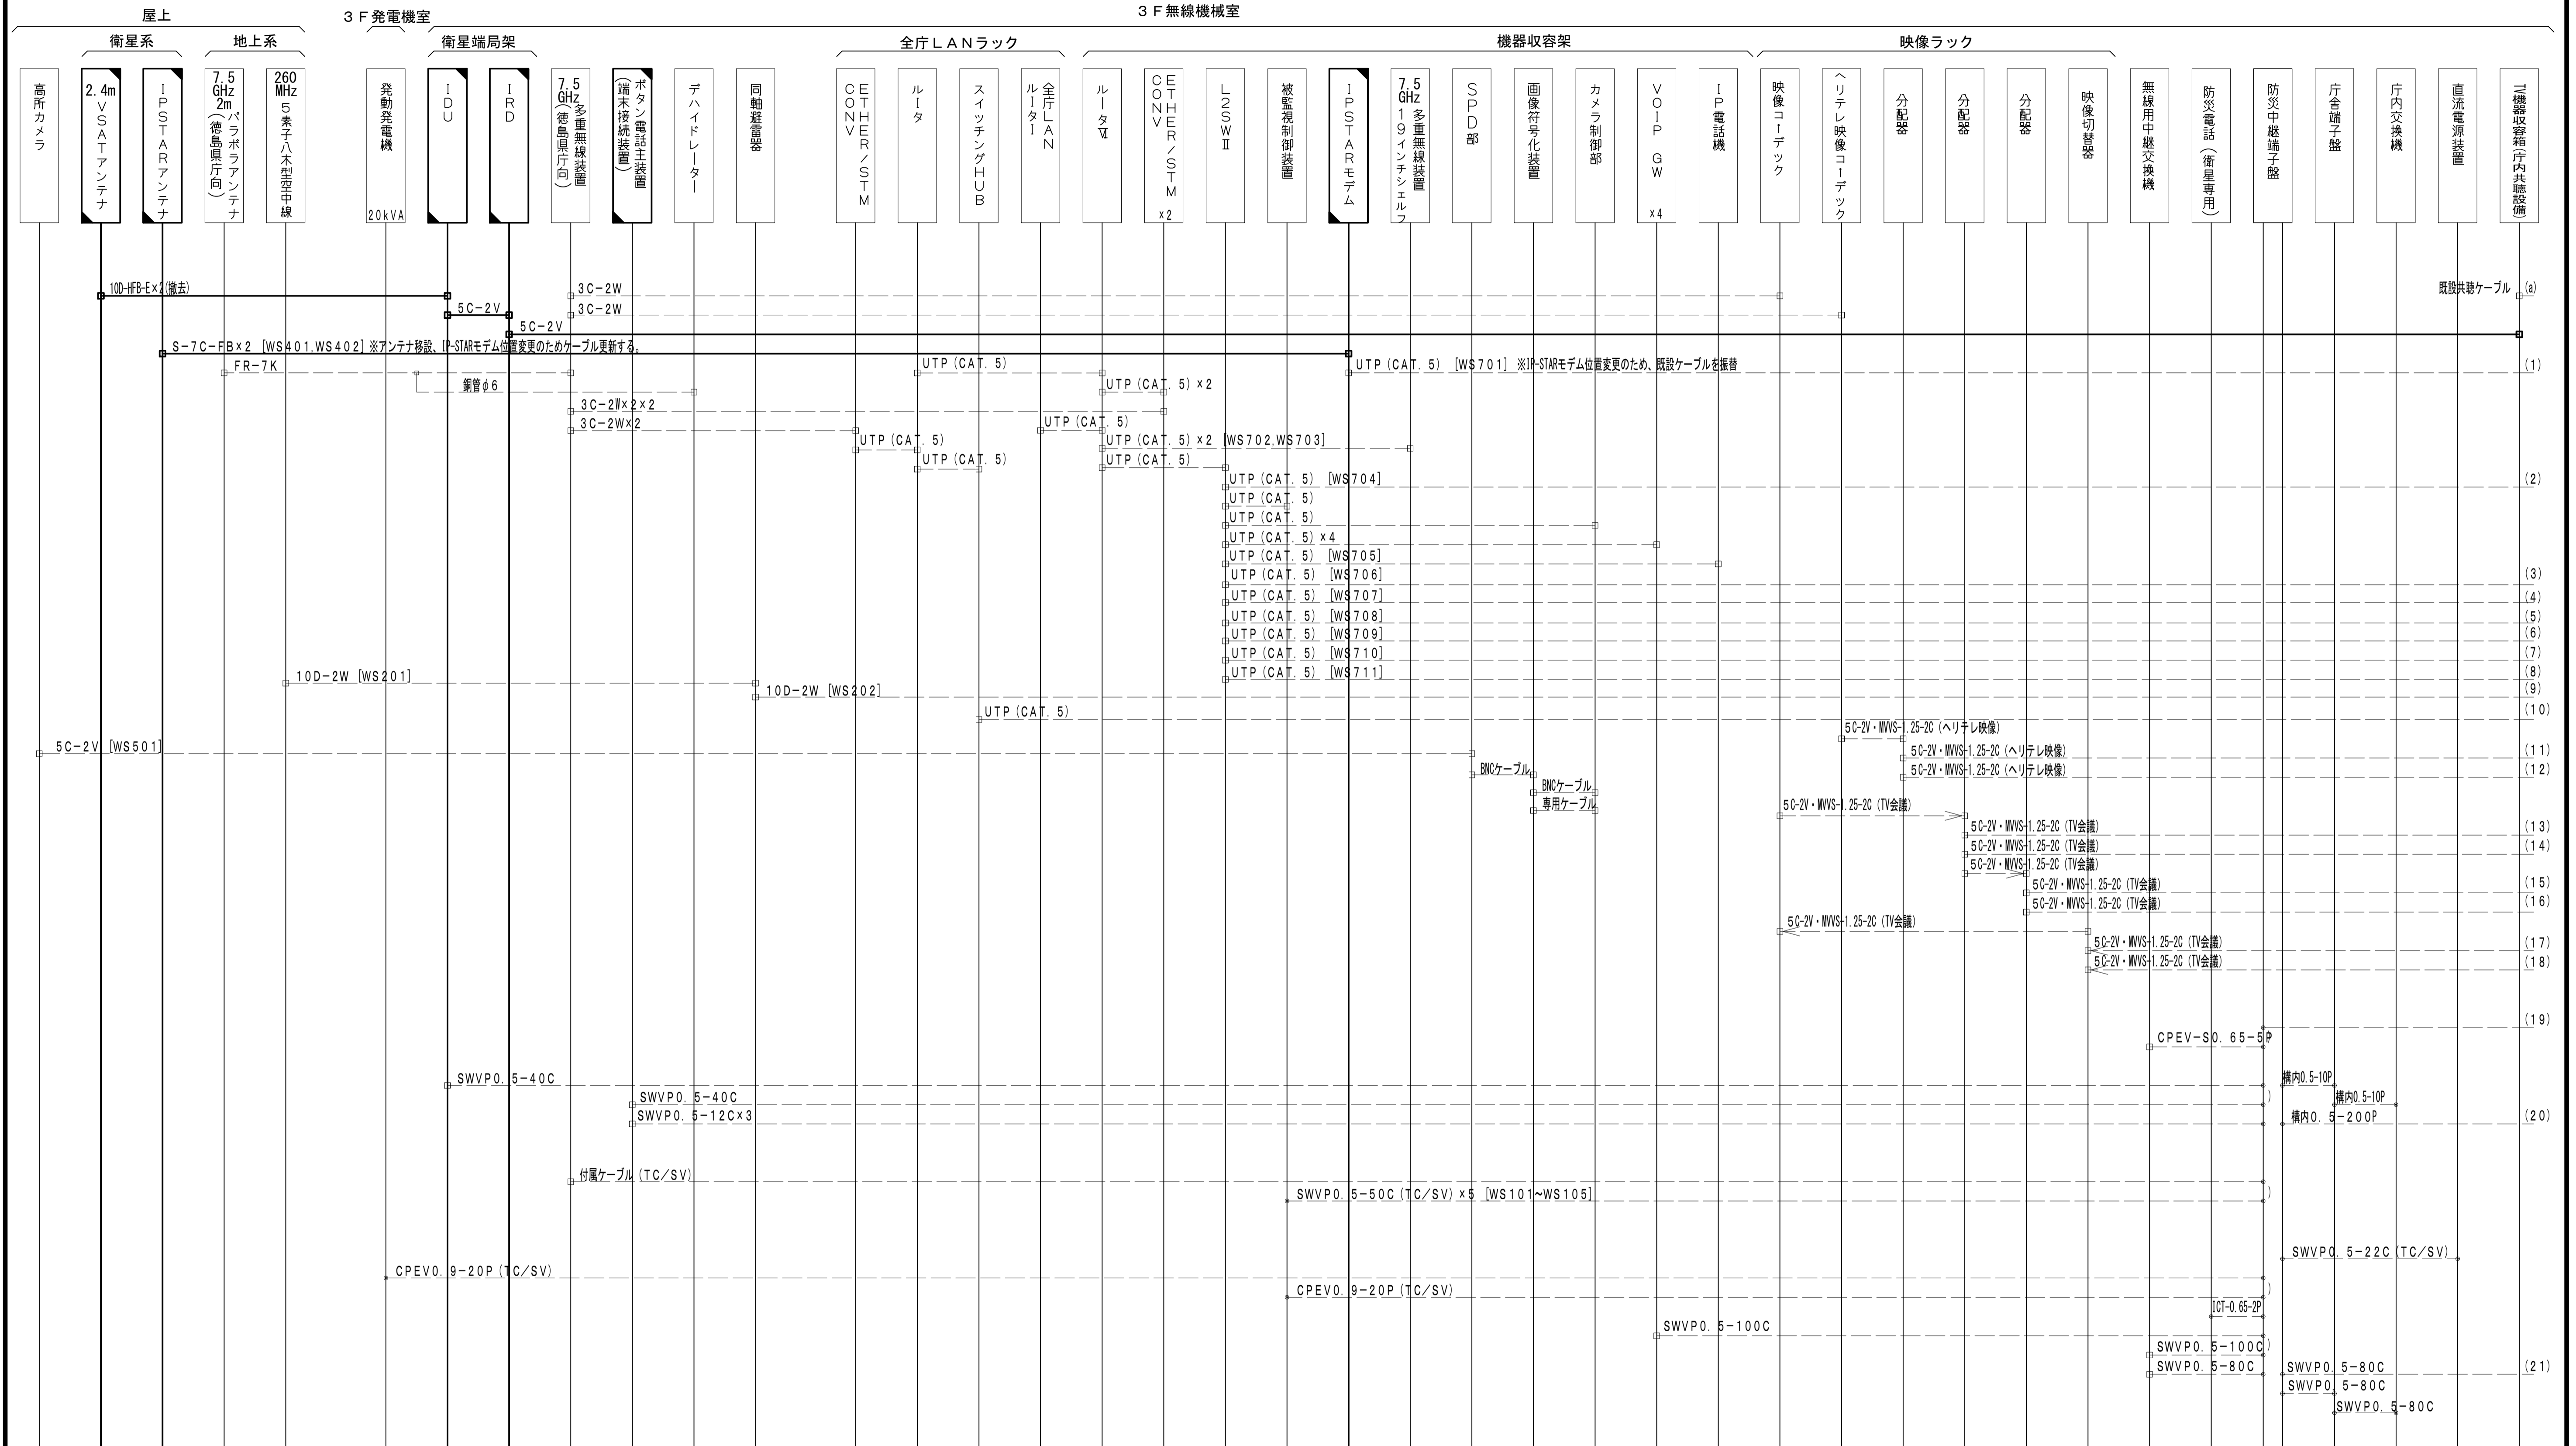 屋上
３Ｆ発電機室
３Ｆ無線機械室
衛星系
地上系
衛星端局架
全庁ＬＡＮラック
機器収容架
映像ラック
高所カメラ
2.4m
ＶＳＡＴアンテナ
ＩＰＳＴＡＲアンテナ
7.5
GHz
2m
パラボラアンテナ
(徳島県庁向)
260
MHz
５素子八木型空中線
発動発電機
20kVA
ＩＤＵ
ＩＲＤ
7.5
GHz
多重無線装置
(徳島県庁向)
ボタン電話主装置
(端末接続装置)
デハイドレーター
同軸避雷器
ＥＴＨＥＲ／ＳＴＭ
ＣＯＮＶ
ルータ
スイッチングＨＵＢ
全庁LAN
ルータⅠ
ルータⅥ
ＥＴＨＥＲ／ＳＴＭ
ＣＯＮＶ
×2
Ｌ２ＳＷⅡ
被監視制御装置
ＩＰＳＴＡＲモデム
7.5
GHz
多重無線装置
１９インチシェルフ
ＳＰＤ部
画像符号化装置
カメラ制御部
ＶＯＩＰ ＧＷ
×4
ＩＰ電話機
映像コーデック
ヘリテレ映像コーデック
分配器
分配器
分配器
映像切替器
無線用中継交換機
防災電話(衛星専用)
防災中継端子盤
庁舎端子盤
庁内交換機
直流電源装置
TV機器収容箱(庁内共聴設備)
10D-HFB-E×2(撤去)
3C-2W
既設共聴ケーブル
(a)
5C-2V
3C-2W
5C-2V
S-7C-FB×2 [WS401,WS402] ※アンテナ移設、IP-STARモデム位置変更のためケーブル更新する。
FR-7K
UTP(CAT.5)
UTP(CAT.5) [WS701] ※IP-STARモデム位置変更のため、既設ケーブルを振替
(1)
銅管φ6
UTP(CAT.5)×2
3C-2W×2×2
3C-2W×2
UTP(CAT.5)
UTP(CAT.5)
UTP(CAT.5)×2 [WS702,WS703]
UTP(CAT.5)
UTP(CAT.5)
UTP(CAT.5) [WS704]
(2)
UTP(CAT.5)
UTP(CAT.5)
UTP(CAT.5)×4
UTP(CAT.5) [WS705]
UTP(CAT.5) [WS706]
(3)
UTP(CAT.5) [WS707]
(4)
UTP(CAT.5) [WS708]
(5)
UTP(CAT.5) [WS709]
(6)
UTP(CAT.5) [WS710]
(7)
10D-2W [WS201]
UTP(CAT.5) [WS711]
(8)
10D-2W [WS202]
(9)
UTP(CAT.5)
(10)
5C-2V・MVVS-1.25-2C(ヘリテレ映像)
5C-2V [WS501]
5C-2V・MVVS-1.25-2C(ヘリテレ映像)
(11)
BNCケーブル
5C-2V・MVVS-1.25-2C(ヘリテレ映像)
(12)
BNCケーブル
専用ケーブル
5C-2V・MVVS-1.25-2C(TV会議)
5C-2V・MVVS-1.25-2C(TV会議)
(13)
5C-2V・MVVS-1.25-2C(TV会議)
(14)
5C-2V・MVVS-1.25-2C(TV会議)
5C-2V・MVVS-1.25-2C(TV会議)
(15)
5C-2V・MVVS-1.25-2C(TV会議)
(16)
5C-2V・MVVS-1.25-2C(TV会議)
5C-2V・MVVS-1.25-2C(TV会議)
(17)
5C-2V・MVVS-1.25-2C(TV会議)
(18)
(19)
CPEV-S0.65-5P
SWVP0.5-40C
構内0.5-10P
SWVP0.5-40C
構内0.5-10P
SWVP0.5-12C×3
構内0.5-200P
(20)
付属ケーブル(TC/SV)
SWVP0.5-50C(TC/SV)×5 [WS101~WS105]
SWVP0.5-22C(TC/SV)
CPEV0.9-20P(TC/SV)
CPEV0.9-20P(TC/SV)
ICT-0.65-2P
SWVP0.5-100C
SWVP0.5-100C
SWVP0.5-80C
SWVP0.5-80C
(21)
SWVP0.5-80C
SWVP0.5-80C